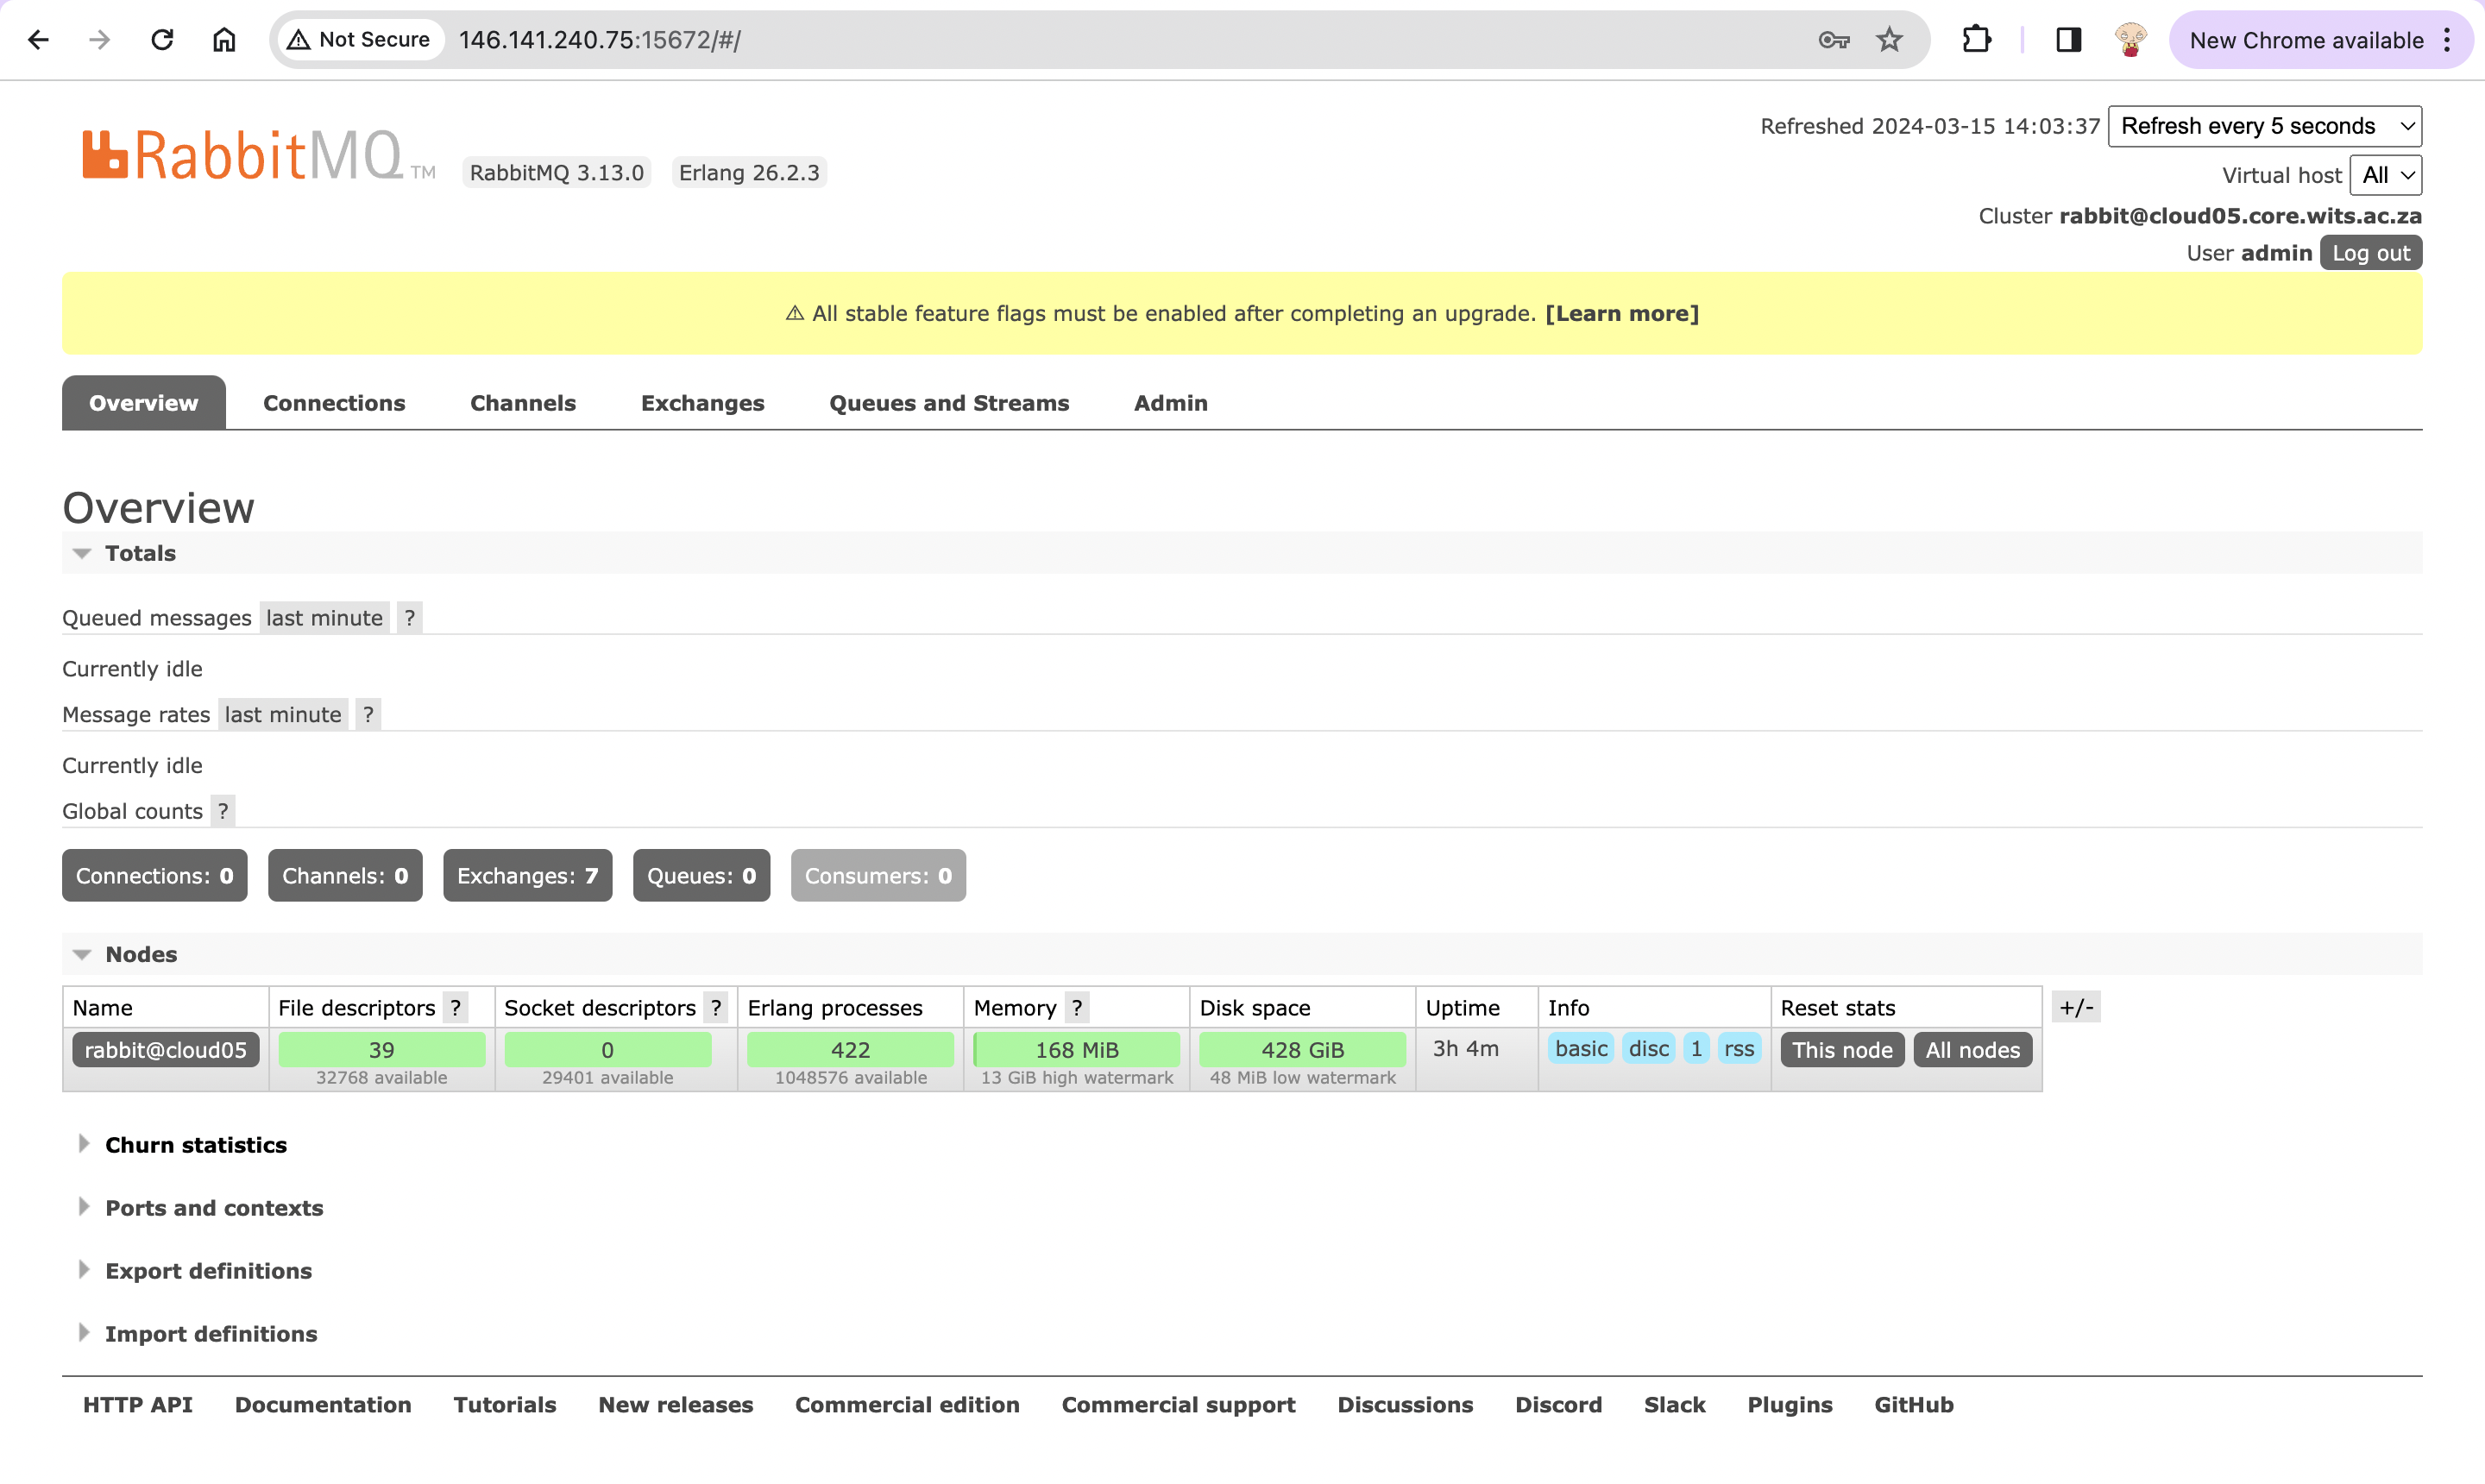 Not Secure 146.141.240.75:15672/#/ New Chrome available
RabbitMQ TM RabbitMQ 3.13.0 Erlang 26.2.3
Refreshed 2024-03-15 14:03:37 Refresh every 5 seconds
Virtual host All
Cluster rabbit@cloud05.core.wits.ac.za
User admin Log out
⚠ All stable feature flags must be enabled after completing an upgrade. [Learn more]
Overview Connections Channels Exchanges Queues and Streams Admin
Overview
Totals
Queued messages last minute ?
Currently idle
Message rates last minute ?
Currently idle
Global counts ?
Connections: 0 Channels: 0 Exchanges: 7 Queues: 0 Consumers: 0
Nodes
Name File descriptors ? Socket descriptors ? Erlang processes Memory ? Disk space Uptime Info Reset stats +/-
rabbit@cloud05 39 0 422 168 MiB 428 GiB 3h 4m basic disc 1 rss This node All nodes
32768 available 29401 available 1048576 available 13 GiB high watermark 48 MiB low watermark
Churn statistics
Ports and contexts
Export definitions
Import definitions
HTTP API Documentation Tutorials New releases Commercial edition Commercial support Discussions Discord Slack Plugins GitHub